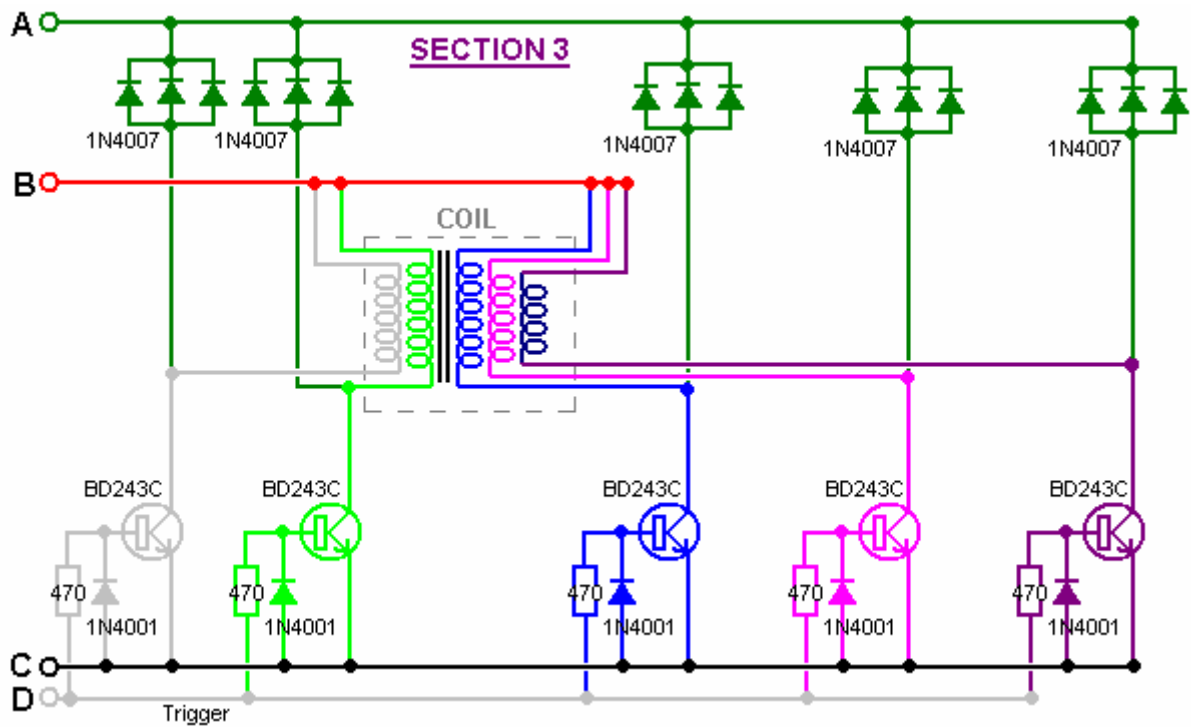 A
SECTION 3
1N4007
1N4007
1N4007
1N4007
1N4007
B
COIL
BD243C
BD243C
BD243C
BD243C
BD243C
470
470
470
470
470
1N4001
1N4001
1N4001
1N4001
1N4001
C
D
Trigger